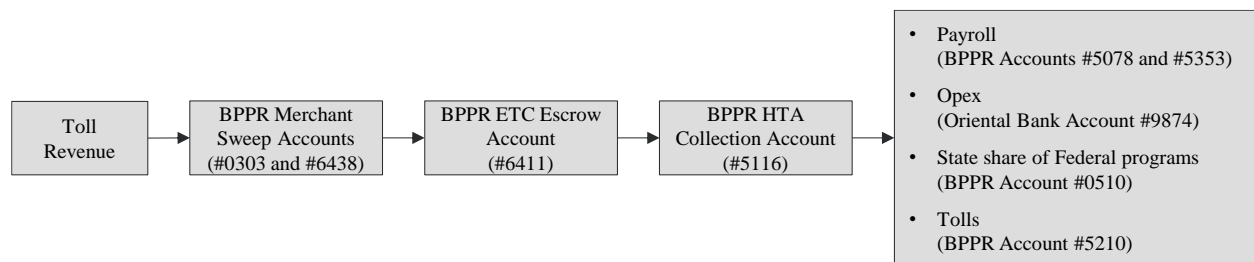 Toll
Revenue
BPPR Merchant
Sweep Accounts
(#0303 and #6438)
BPPR ETC Escrow
Account
(#6411)
BPPR HTA
Collection Account
(#5116)
• Payroll
(BPPR Accounts #5078 and #5353)
• Opex
(Oriental Bank Account #9874)
• State share of Federal programs
(BPPR Account #0510)
• Tolls
(BPPR Account #5210)